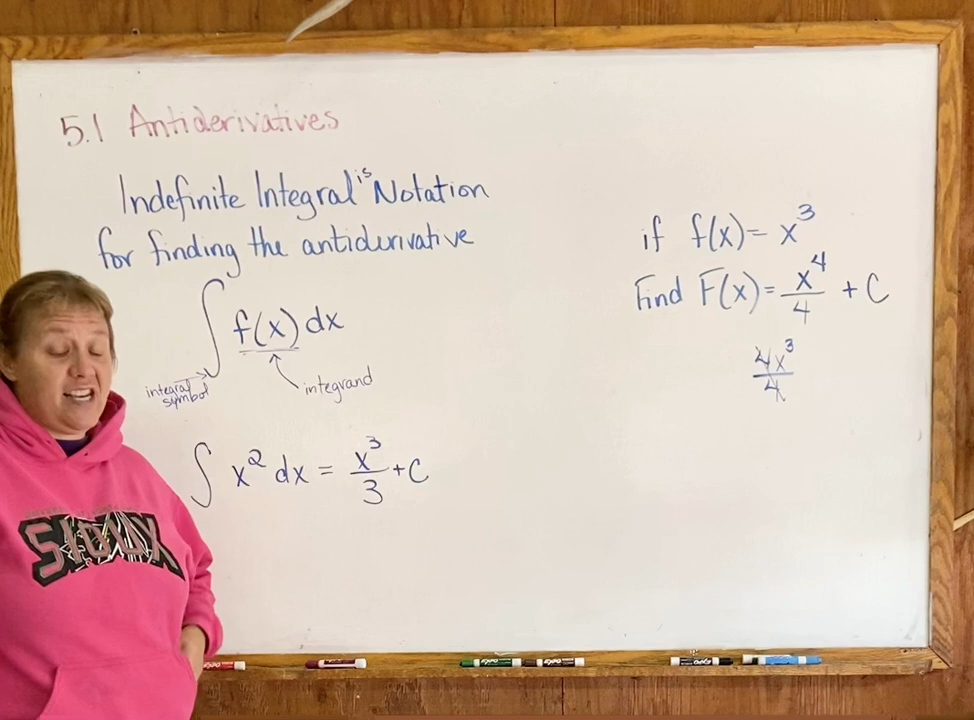 5.1 Antiderivatives
Indefinite Integral is Notation
for finding the antiderivative
∫ f(x) dx
integral symbol
integrand
∫ x² dx = x³/3 + C
if f(x) = x³
Find F(x) = x⁴/4 + C
4x³/4
SIOUX
EXPO